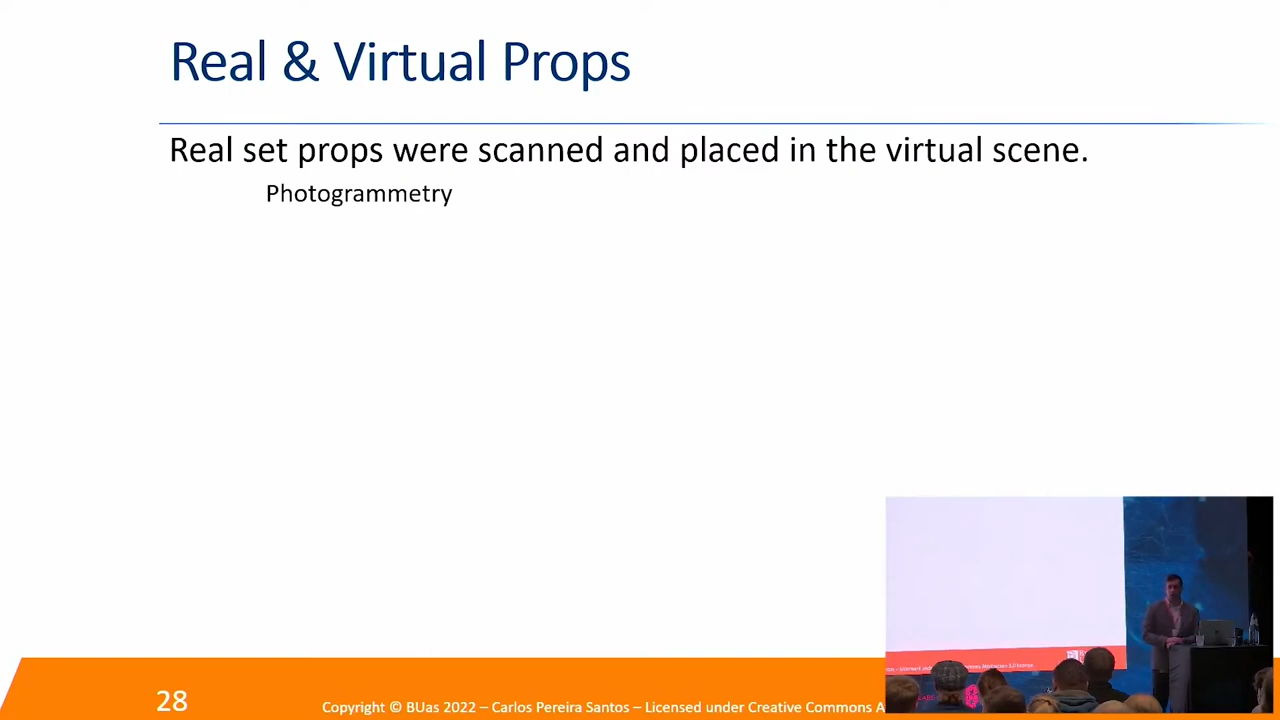 Real & Virtual Props
Real set props were scanned and placed in the virtual scene.
Photogrammetry
28
Copyright © BUas 2022 – Carlos Pereira Santos – Licensed under Creative Commons A